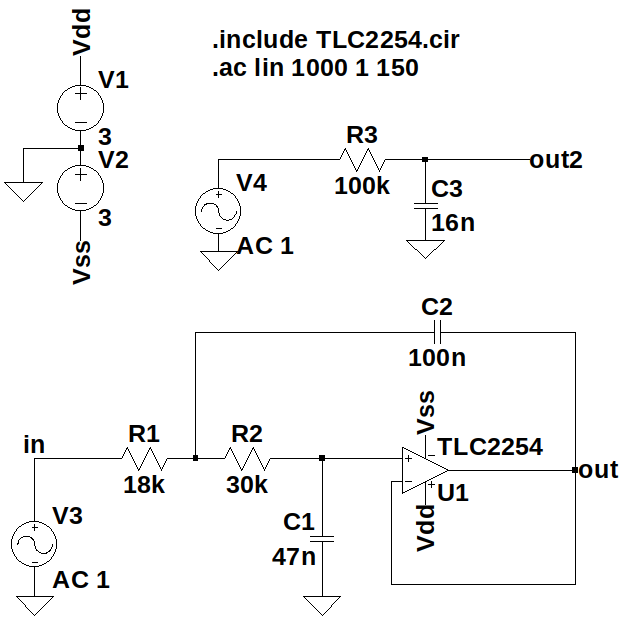 Vdd
.include TLC2254.cir
.ac lin 1000 1 150
V1
3
V2
3
Vss
R3
100k
out2
V4
AC 1
C3
16n
C2
100n
in
R1
18k
R2
30k
Vss
TLC2254
U1
Vdd
out
V3
AC 1
C1
47n